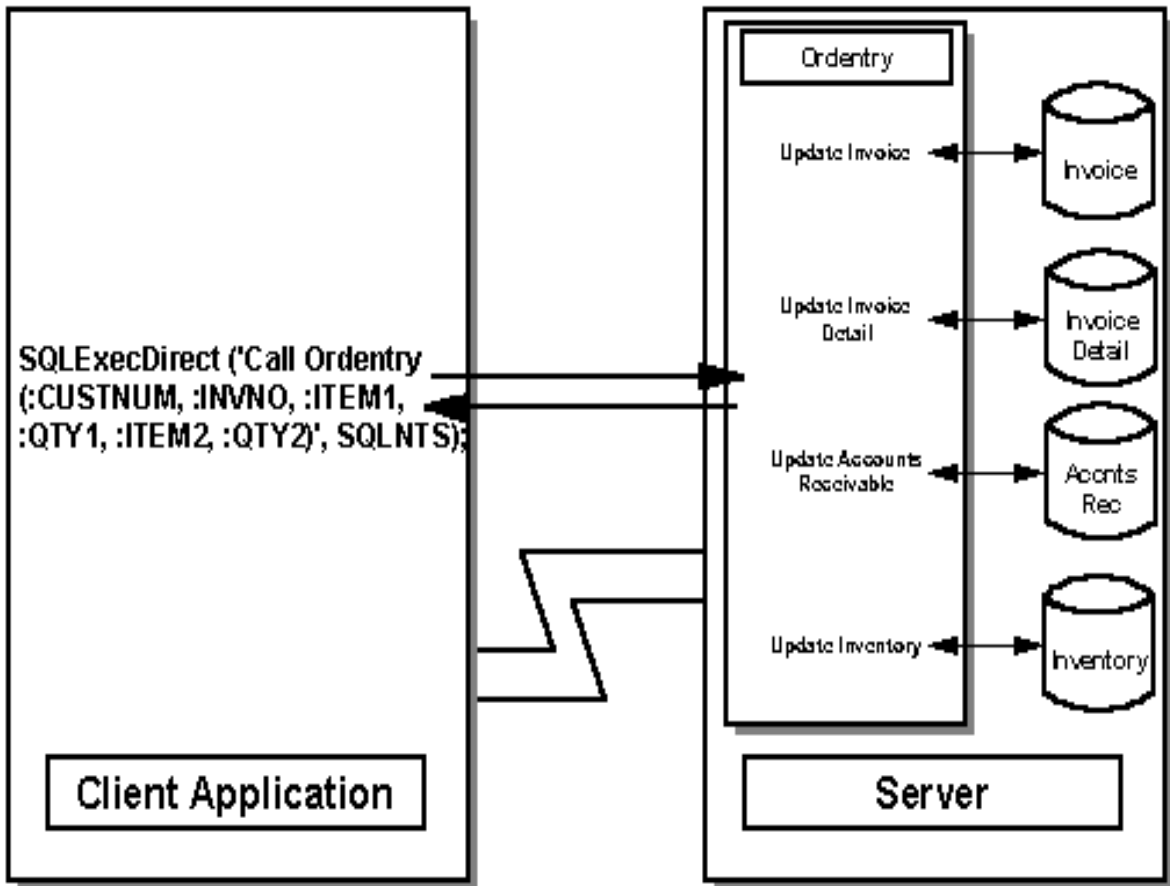 SQLExecDirect ('Call Ordentry
(:CUSTNUM, :INVNO, :ITEM1,
:QTY1, :ITEM2, :QTY2)', SQLNTS);
Client Application
Ordentry
Update Invoice
Invoice
Update Invoice
Detail
Invoice
Detail
Update Accounts
Receivable
Accnts
Rec
Update Inventory
Inventory
Server